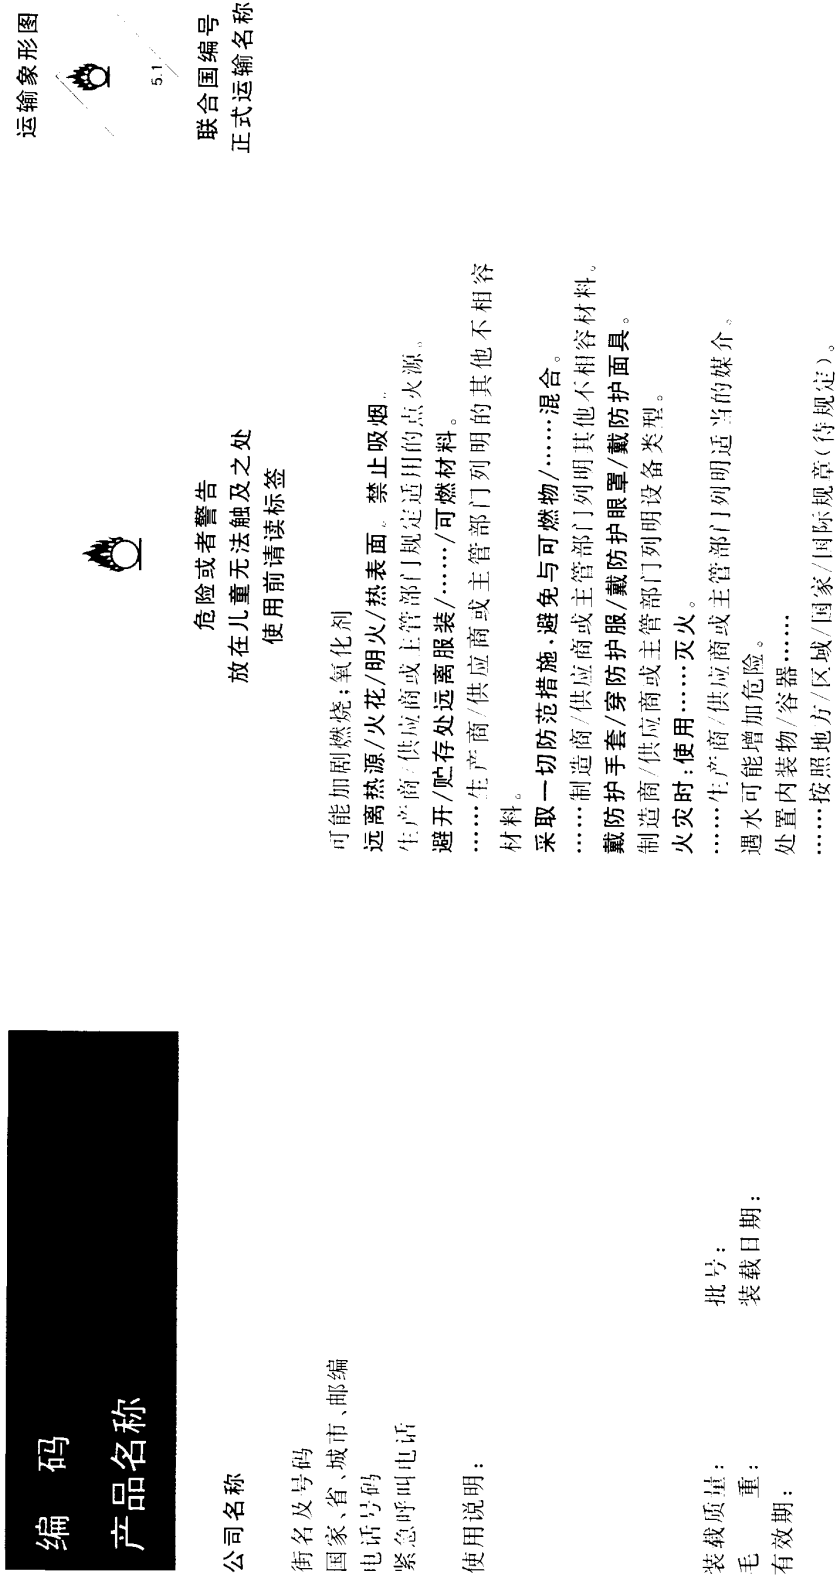 编 码
产品名称
公司名称
街名及号码
国家、省、城市、邮编
电话号码
紧急呼叫电话
使用说明：
装载质量： 批号：
毛 重： 装载日期：
有效期：
危险或者警告
放在儿童无法触及之处
使用前请读标签
可能加剧燃烧；氧化剂
远离热源/火花/明火/热表面。禁止吸烟。
生产商/供应商或主管部门规定适用的点火源。
避开/贮存处远离服装/……/可燃材料。
……生产商/供应商或主管部门列明的其他不相容
材料。
采取一切防范措施，避免与可燃物/……混合。
……制造商/供应商或主管部门列明其他不相容材料。
戴防护手套/穿防护服/戴防护眼罩/戴防护面具。
制造商/供应商或主管部门列明设备类型。
火灾时：使用……灭火。
……生产商/供应商或主管部门列明适当的媒介。
遇水可能增加危险。
处置内装物/容器……
……按照地方/区域/国家/国际规章（待规定）。
运输象形图
5.1
联合国编号
正式运输名称